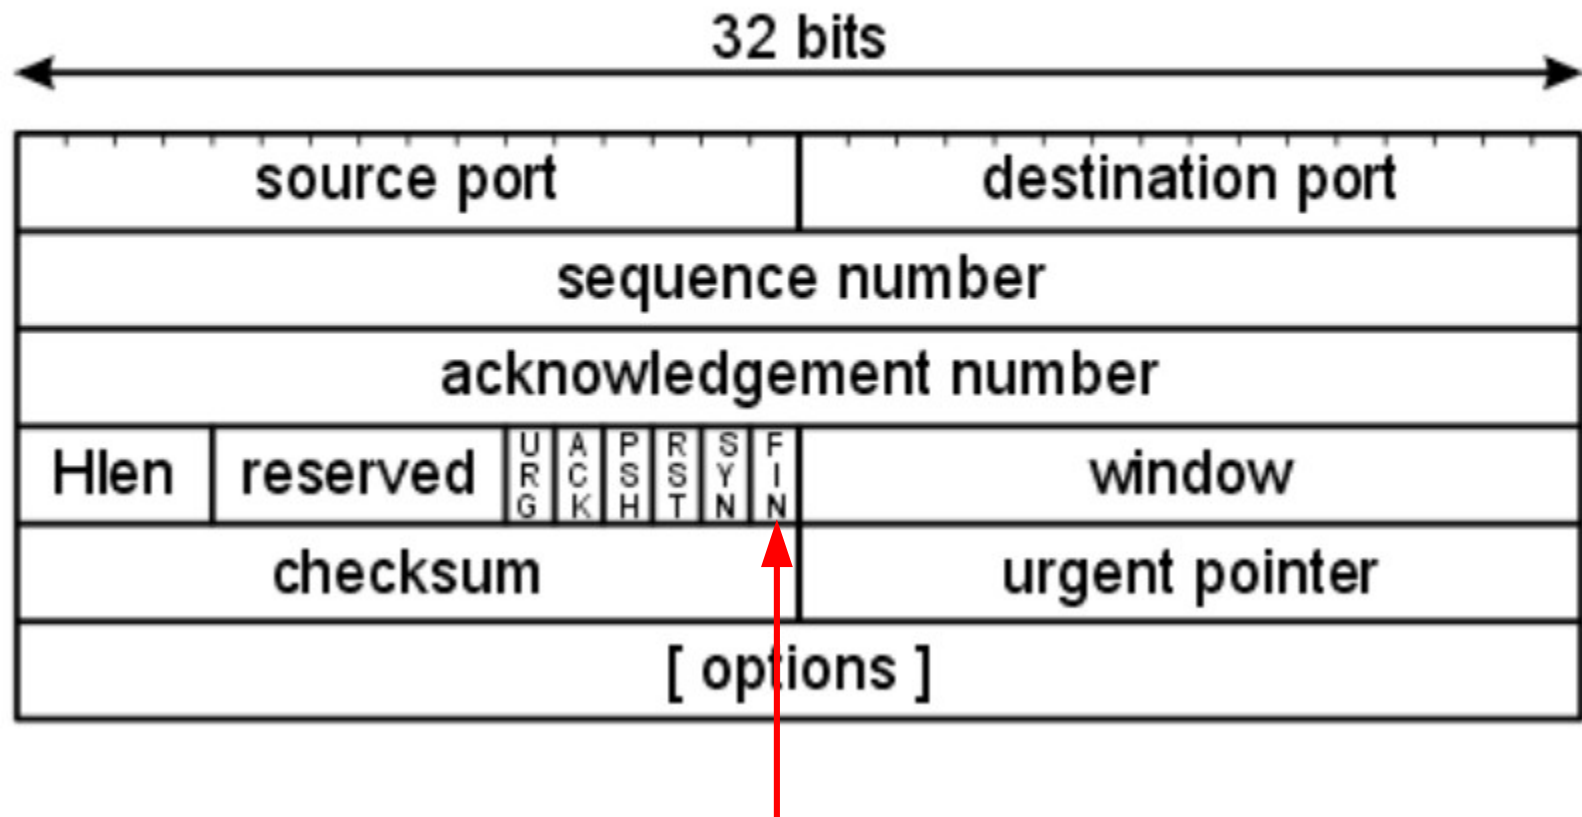 32 bits
source port destination port
sequence number
acknowledgement number
Hlen reserved URG ACK PSH RST SYN FIN window
checksum urgent pointer
[ options ]